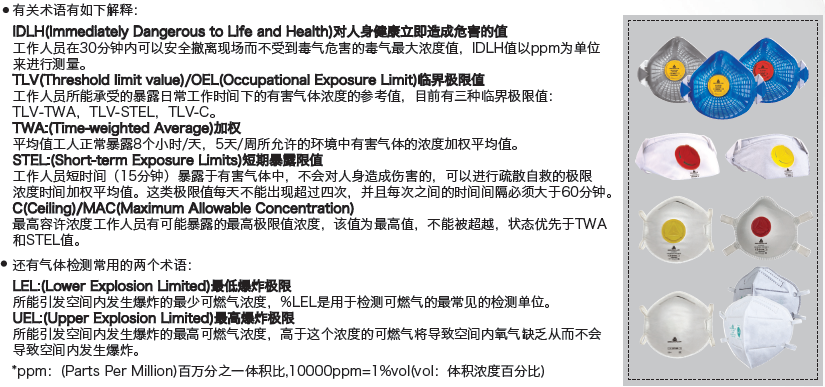 ● 有关术语有如下解释：
IDLH(Immediately Dangerous to Life and Health)对人身健康立即造成危害的值
工作人员在30分钟内可以安全撤离现场而不受到毒气危害的毒气最大浓度值，IDLH值以ppm为单位
来进行测量。
TLV(Threshold limit value)/OEL(Occupational Exposure Limit)临界极限值
工作人员所能承受的暴露日常工作时间下的有害气体浓度的参考值，目前有三种临界极限值：
TLV-TWA，TLV-STEL，TLV-C。
TWA:(Time-weighted Average)加权
平均值工人正常暴露8个小时/天，5天/周所允许的环境中有害气体的浓度加权平均值。
STEL:(Short-term Exposure Limits)短期暴露限值
工作人员短时间（15分钟）暴露于有害气体中，不会对人身造成伤害的，可以进行疏散自救的极限
浓度时间加权平均值。这类极限值每天不能出现超过四次，并且每次之间的时间间隔必须大于60分钟。
C(Ceiling)/MAC(Maximum Allowable Concentration)
最高容许浓度工作人员有可能暴露的最高极限值浓度，该值为最高值，不能被超越，状态优先于TWA
和STEL值。
● 还有气体检测常用的两个术语：
LEL:(Lower Explosion Limited)最低爆炸极限
所能引发空间内发生爆炸的最少可燃气浓度，%LEL是用于检测可燃气的最常见的检测单位。
UEL:(Upper Explosion Limited)最高爆炸极限
所能引发空间内发生爆炸的最高可燃气浓度，高于这个浓度的可燃气将导致空间内氧气缺乏从而不会
导致空间内发生爆炸。
*ppm：(Parts Per Million)百万分之一体积比,10000ppm=1%vol(vol：体积浓度百分比)